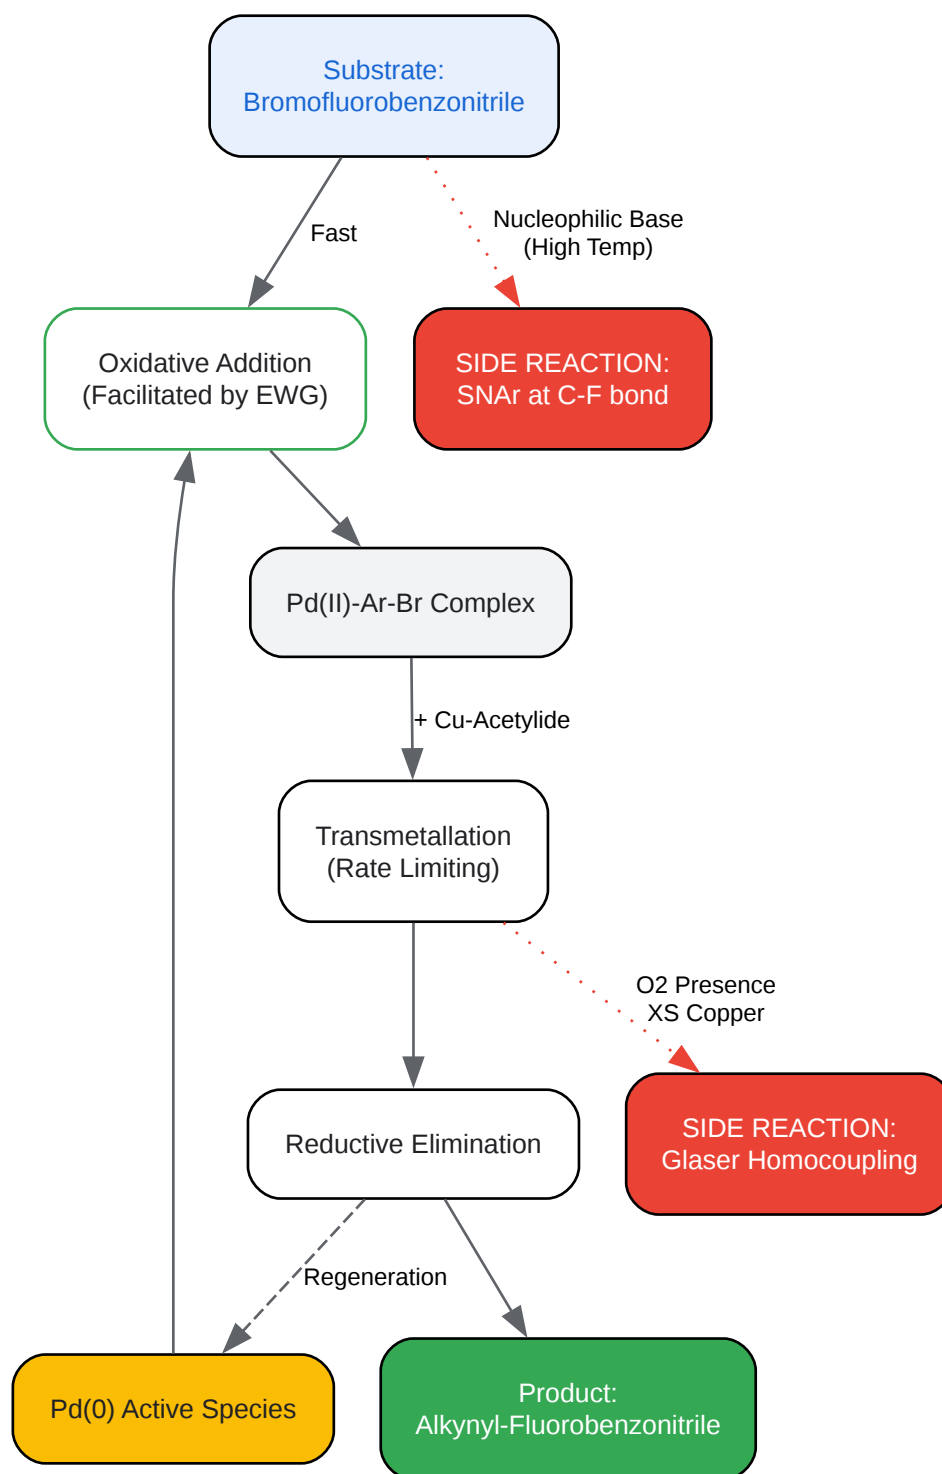 Substrate:
Bromofluorobenzonitrile
Fast
Nucleophilic Base
(High Temp)
Oxidative Addition
(Facilitated by EWG)
SIDE REACTION:
SNAr at C-F bond
Pd(II)-Ar-Br Complex
+ Cu-Acetylide
Transmetallation
(Rate Limiting)
O2 Presence
XS Copper
Reductive Elimination
SIDE REACTION:
Glaser Homocoupling
Regeneration
Pd(0) Active Species
Product:
Alkynyl-Fluorobenzonitrile